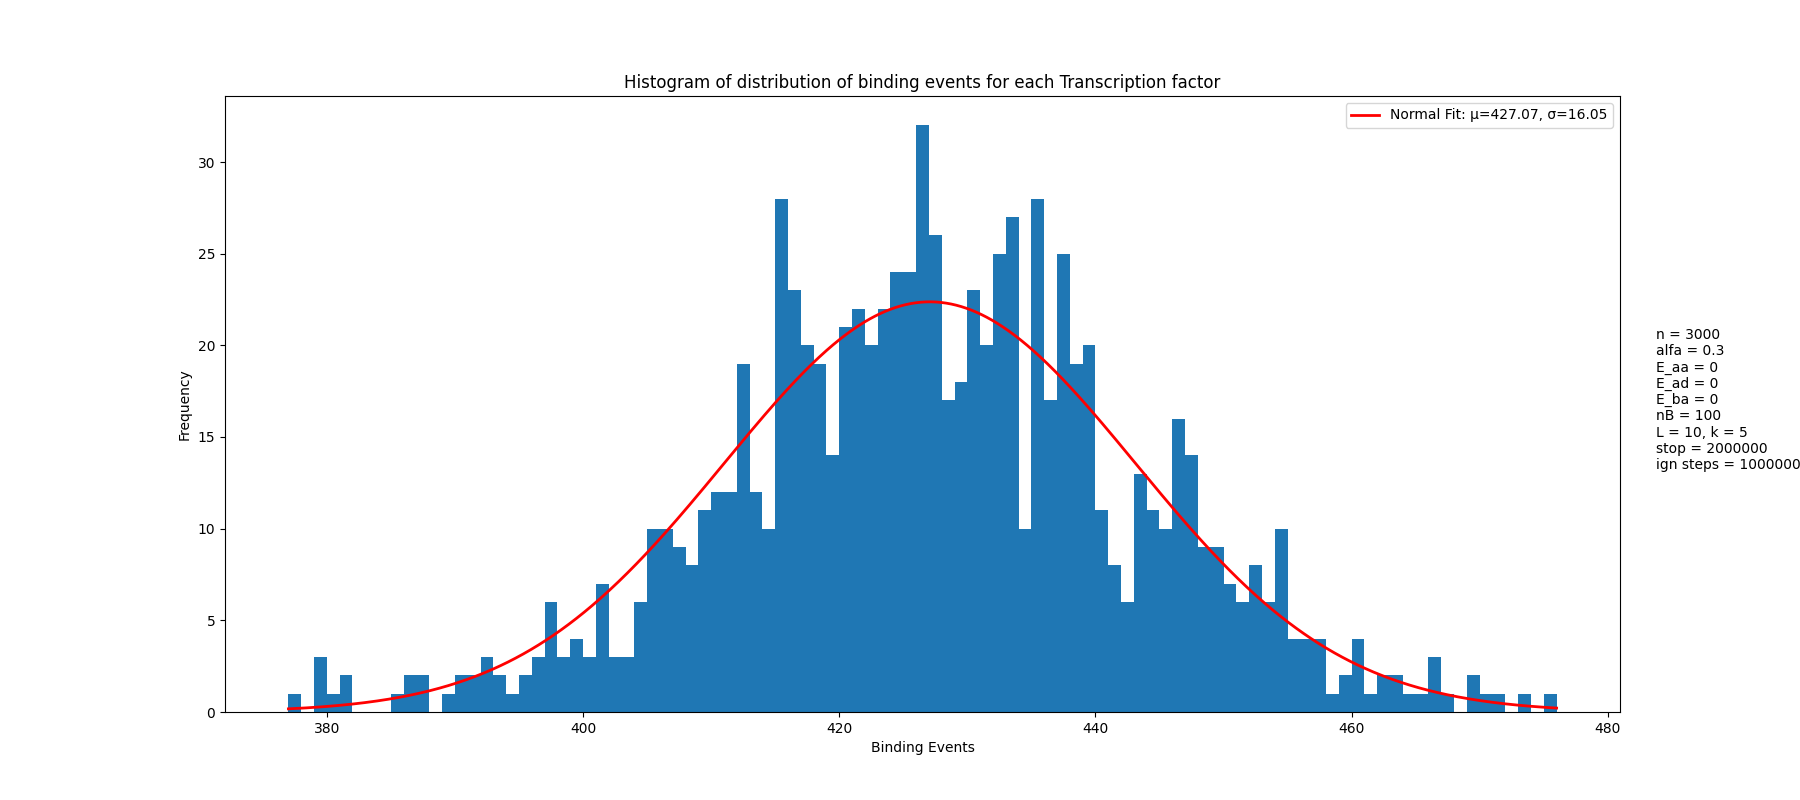 Histogram of distribution of binding events for each Transcription factor
Normal Fit: μ=427.07, σ=16.05
30
25
20
15
10
5
0
Frequency
380
400
420
440
460
480
Binding Events
n = 3000
alfa = 0.3
E_aa = 0
E_ad = 0
E_ba = 0
nB = 100
L = 10, k = 5
stop = 2000000
ign steps = 1000000